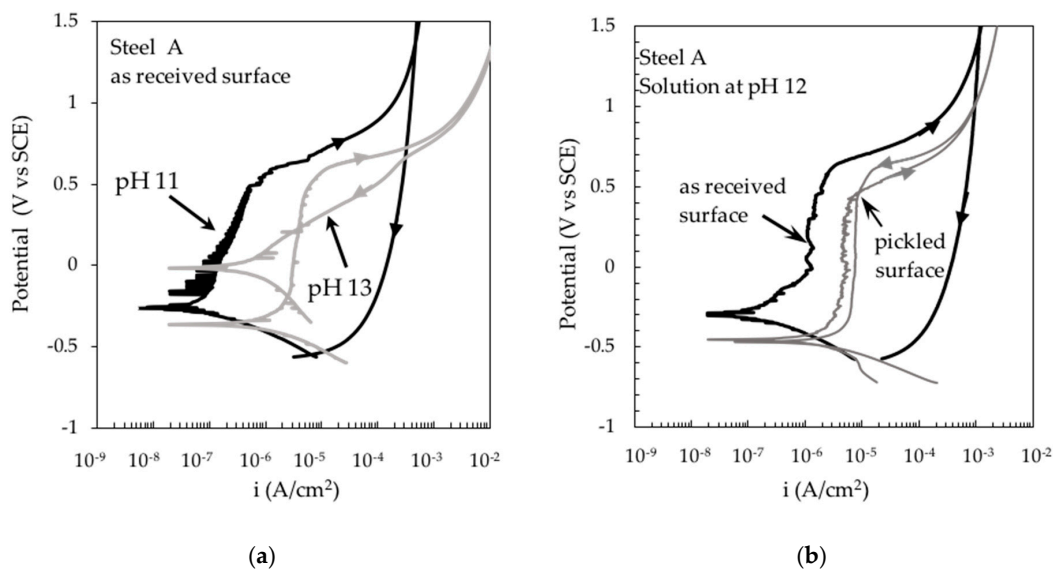 Steel A
as received surface
pH 11
pH 13
Potential (V vs SCE)
1.5
1
0.5
0
-0.5
-1
10-9 10-8 10-7 10-6 10-5 10-4 10-3 10-2
i (A/cm2)
(a)
Steel A
Solution at pH 12
as received
surface
pickled
surface
Potential (V vs SCE)
1.5
1
0.5
0
-0.5
-1
10-9 10-8 10-7 10-6 10-5 10-4 10-3 10-2
i (A/cm2)
(b)